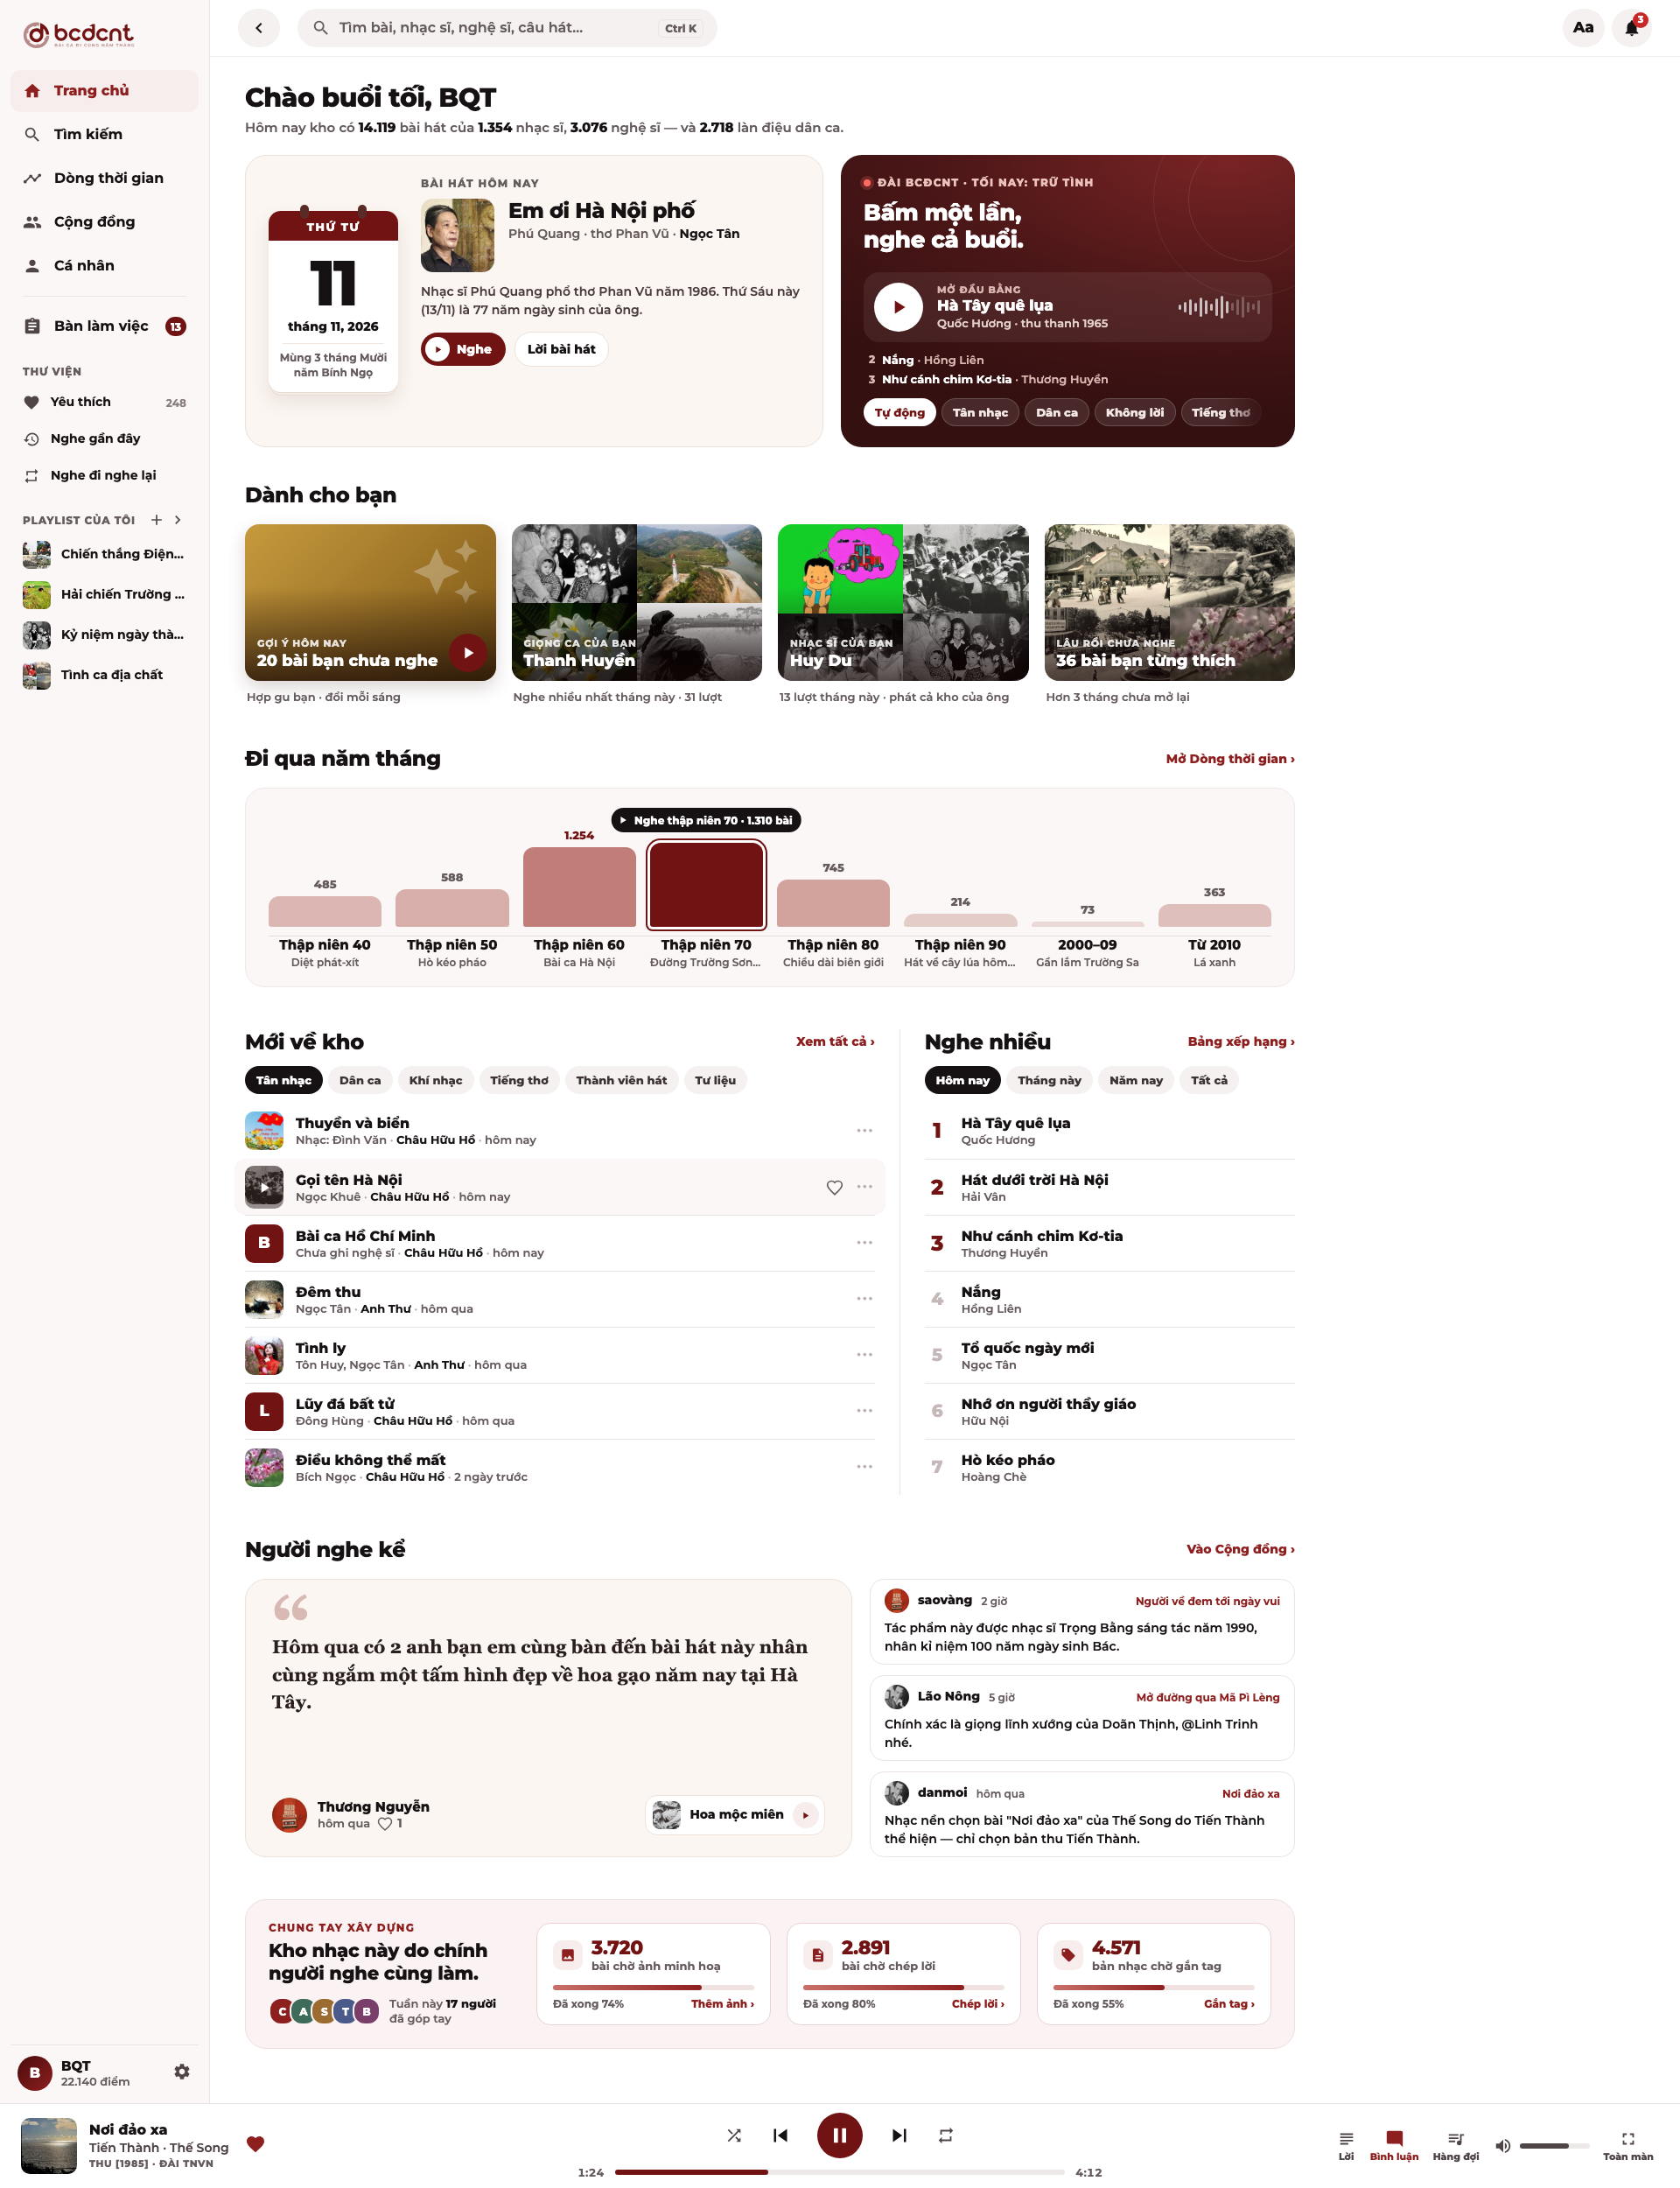 bcdcnt
BÀI CA ĐI CÙNG NĂM THÁNG
Trang chủ
Tìm kiếm
Dòng thời gian
Cộng đồng
Cá nhân
Bàn làm việc 13
THƯ VIỆN
Yêu thích 248
Nghe gần đây
Nghe đi nghe lại
PLAYLIST CỦA TÔI
Chiến thắng Điện...
Hải chiến Trường ...
Kỷ niệm ngày thà...
Tình ca địa chất
BQT
22.140 điểm
Tìm bài, nhạc sĩ, nghệ sĩ, câu hát... Ctrl K
Aa
3
Chào buổi tối, BQT
Hôm nay kho có 14.119 bài hát của 1.354 nhạc sĩ, 3.076 nghệ sĩ — và 2.718 làn điệu dân ca.
THỨ TƯ
11
tháng 11, 2026
Mùng 3 tháng Mười
năm Bính Ngọ
BÀI HÁT HÔM NAY
Em ơi Hà Nội phố
Phú Quang · thơ Phan Vũ · Ngọc Tân
Nhạc sĩ Phú Quang phổ thơ Phan Vũ năm 1986. Thứ Sáu này
(13/11) là 77 năm ngày sinh của ông.
Nghe
Lời bài hát
ĐÀI BCĐCNT · TỐI NAY: TRỮ TÌNH
Bấm một lần,
nghe cả buổi.
MỞ ĐẦU BẰNG
Hà Tây quê lụa
Quốc Hương · thu thanh 1965
2 Nắng · Hồng Liên
3 Như cánh chim Kơ-tia · Thương Huyền
Tự động
Tân nhạc
Dân ca
Không lời
Tiếng thơ
Dành cho bạn
GỢI Ý HÔM NAY
20 bài bạn chưa nghe
Hợp gu bạn · đổi mỗi sáng
GIỌNG CA CỦA BẠN
Thanh Huyền
Nghe nhiều nhất tháng này · 31 lượt
NHẠC SĨ CỦA BẠN
Huy Du
13 lượt tháng này · phát cả kho của ông
CHỢ ĐỒNG XUÂN
LÂU RỒI CHƯA NGHE
36 bài bạn từng thích
Hơn 3 tháng chưa mở lại
Đi qua năm tháng
Mở Dòng thời gian ›
Nghe thập niên 70 · 1.310 bài
485
588
1.254
745
214
73
363
Thập niên 40
Thập niên 50
Thập niên 60
Thập niên 70
Thập niên 80
Thập niên 90
2000–09
Từ 2010
Diệt phát-xít
Hò kéo pháo
Bài ca Hà Nội
Đường Trường Sơn...
Chiều dài biên giới
Hát về cây lúa hôm...
Gần lắm Trường Sa
Lá xanh
Mới về kho
Xem tất cả ›
Tân nhạc
Dân ca
Khí nhạc
Tiếng thơ
Thành viên hát
Tư liệu
Thuyền và biển
Nhạc: Đình Văn · Châu Hữu Hồ · hôm nay
Gọi tên Hà Nội
Ngọc Khuê · Châu Hữu Hồ · hôm nay
B
Bài ca Hồ Chí Minh
Chưa ghi nghệ sĩ · Châu Hữu Hồ · hôm nay
Đêm thu
Ngọc Tân · Anh Thư · hôm qua
Tình ly
Tôn Huy, Ngọc Tân · Anh Thư · hôm qua
L
Lũy đá bất tử
Đông Hùng · Châu Hữu Hồ · hôm qua
Điều không thể mất
Bích Ngọc · Châu Hữu Hồ · 2 ngày trước
Nghe nhiều
Bảng xếp hạng ›
Hôm nay
Tháng này
Năm nay
Tất cả
1 Hà Tây quê lụa
Quốc Hương
2 Hát dưới trời Hà Nội
Hải Vân
3 Như cánh chim Kơ-tia
Thương Huyền
4 Nắng
Hồng Liên
5 Tổ quốc ngày mới
Ngọc Tân
6 Nhớ ơn người thầy giáo
Hữu Nội
7 Hò kéo pháo
Hoàng Chè
Người nghe kể
Vào Cộng đồng ›
“
Hôm qua có 2 anh bạn em cùng bàn đến bài hát này nhân
cùng ngắm một tấm hình đẹp về hoa gạo năm nay tại Hà
Tây.
Thương Nguyễn
hôm qua 1
Hoa mộc miên
saovàng 2 giờ Người về đem tới ngày vui
Tác phẩm này được nhạc sĩ Trọng Bằng sáng tác năm 1990,
nhân kỉ niệm 100 năm ngày sinh Bác.
Lão Nông 5 giờ Mở đường qua Mã Pì Lèng
Chính xác là giọng lĩnh xướng của Doãn Thịnh, @Linh Trinh
nhé.
danmoi hôm qua Nơi đảo xa
Nhạc nền chọn bài "Nơi đảo xa" của Thế Song do Tiến Thành
thể hiện — chỉ chọn bản thu Tiến Thành.
CHUNG TAY XÂY DỰNG
Kho nhạc này do chính
người nghe cùng làm.
C A S T B
Tuần này 17 người
đã góp tay
3.720
bài chờ ảnh minh hoạ
Đã xong 74% Thêm ảnh ›
2.891
bài chờ chép lời
Đã xong 80% Chép lời ›
4.571
bản nhạc chờ gắn tag
Đã xong 55% Gắn tag ›
B
Nơi đảo xa
Tiến Thành · Thế Song
THU [1985] · ĐÀI TNVN
1:24
4:12
Lời
Bình luận
Hàng đợi
Toàn màn